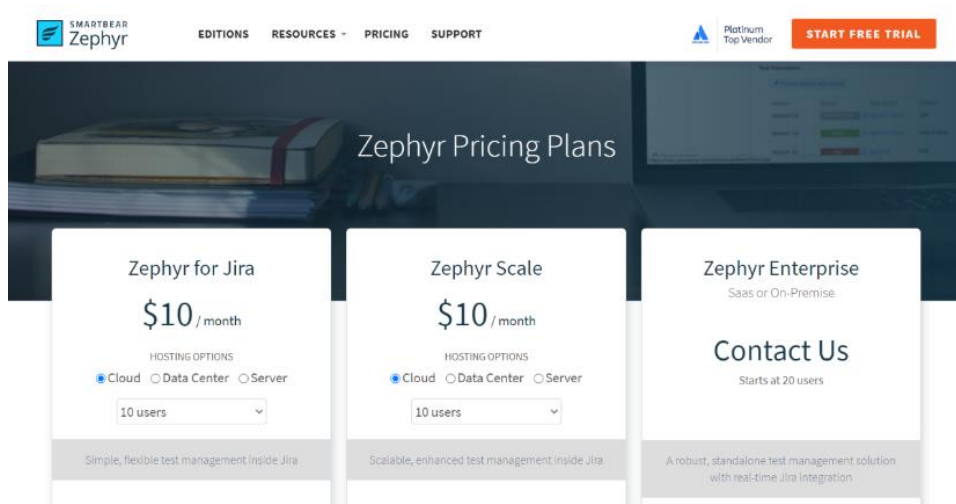 SMARTBEAR
Zephyr
EDITIONS RESOURCES PRICING SUPPORT
Platinum
Top Vendor
START FREE TRIAL
Zephyr Pricing Plans
Zephyr for Jira
$10 / month
HOSTING OPTIONS
Cloud Data Center Server
10 users
Simple, flexible test management inside Jira
Zephyr Scale
$10 / month
HOSTING OPTIONS
Cloud Data Center Server
10 users
Scalable, enhanced test management inside Jira
Zephyr Enterprise
Saas or On-Premise
Contact Us
Starts at 20 users
A robust, standalone test management solution
with real-time Jira integration